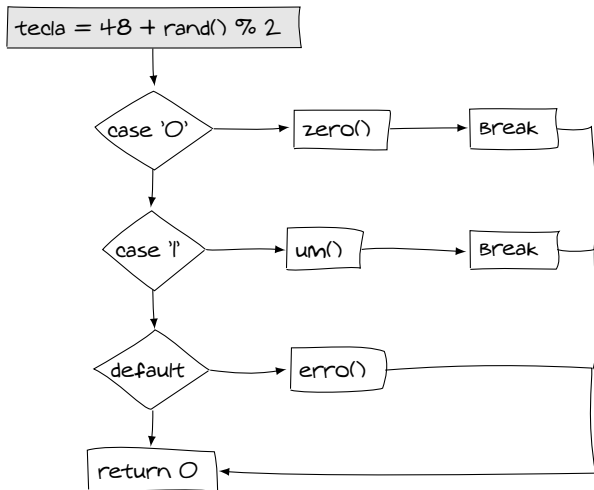 tecla = 48 + rand() % 2
case '0'
zero()
Break
case '1'
um()
Break
default
erro()
return 0